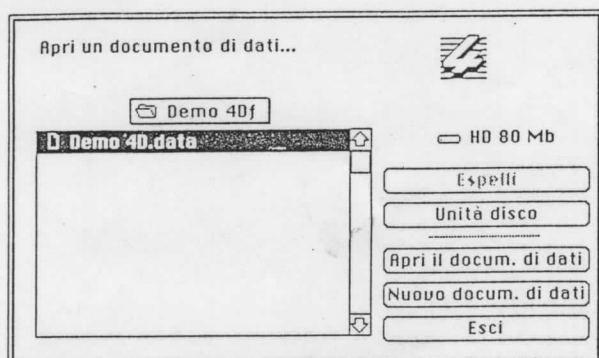 Apri un documento di dati...
4
Demo 4Df
Demo 4D.data
HD 80 Mb
Espelli
Unità disco
Apri il docum. di dati
Nuovo docum. di dati
Esci